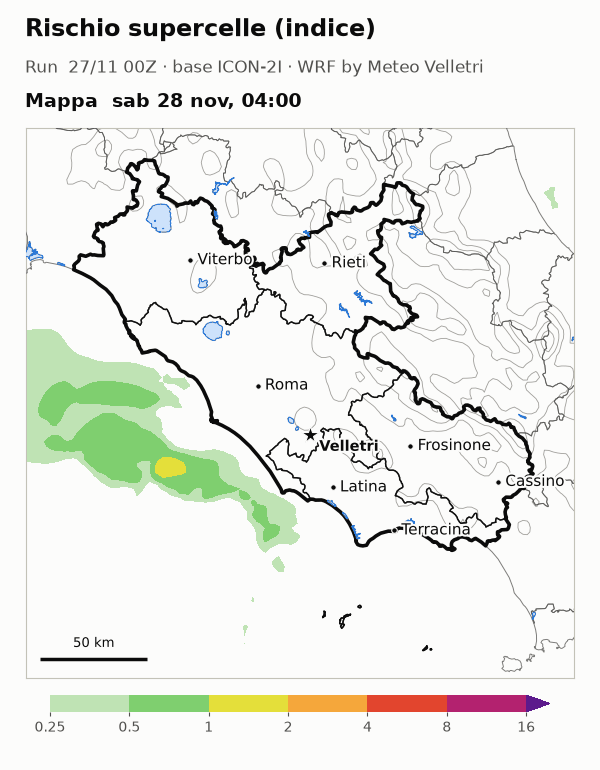 Rischio supercelle (indice)
Run  27/11 00Z · base ICON-2I · WRF by Meteo Velletri
Mappa  sab 28 nov, 04:00
Viterbo
Rieti
Roma
Velletri
Frosinone
Cassino
Latina
Terracina
50 km
0.25 0.5 1 2 4 8 16